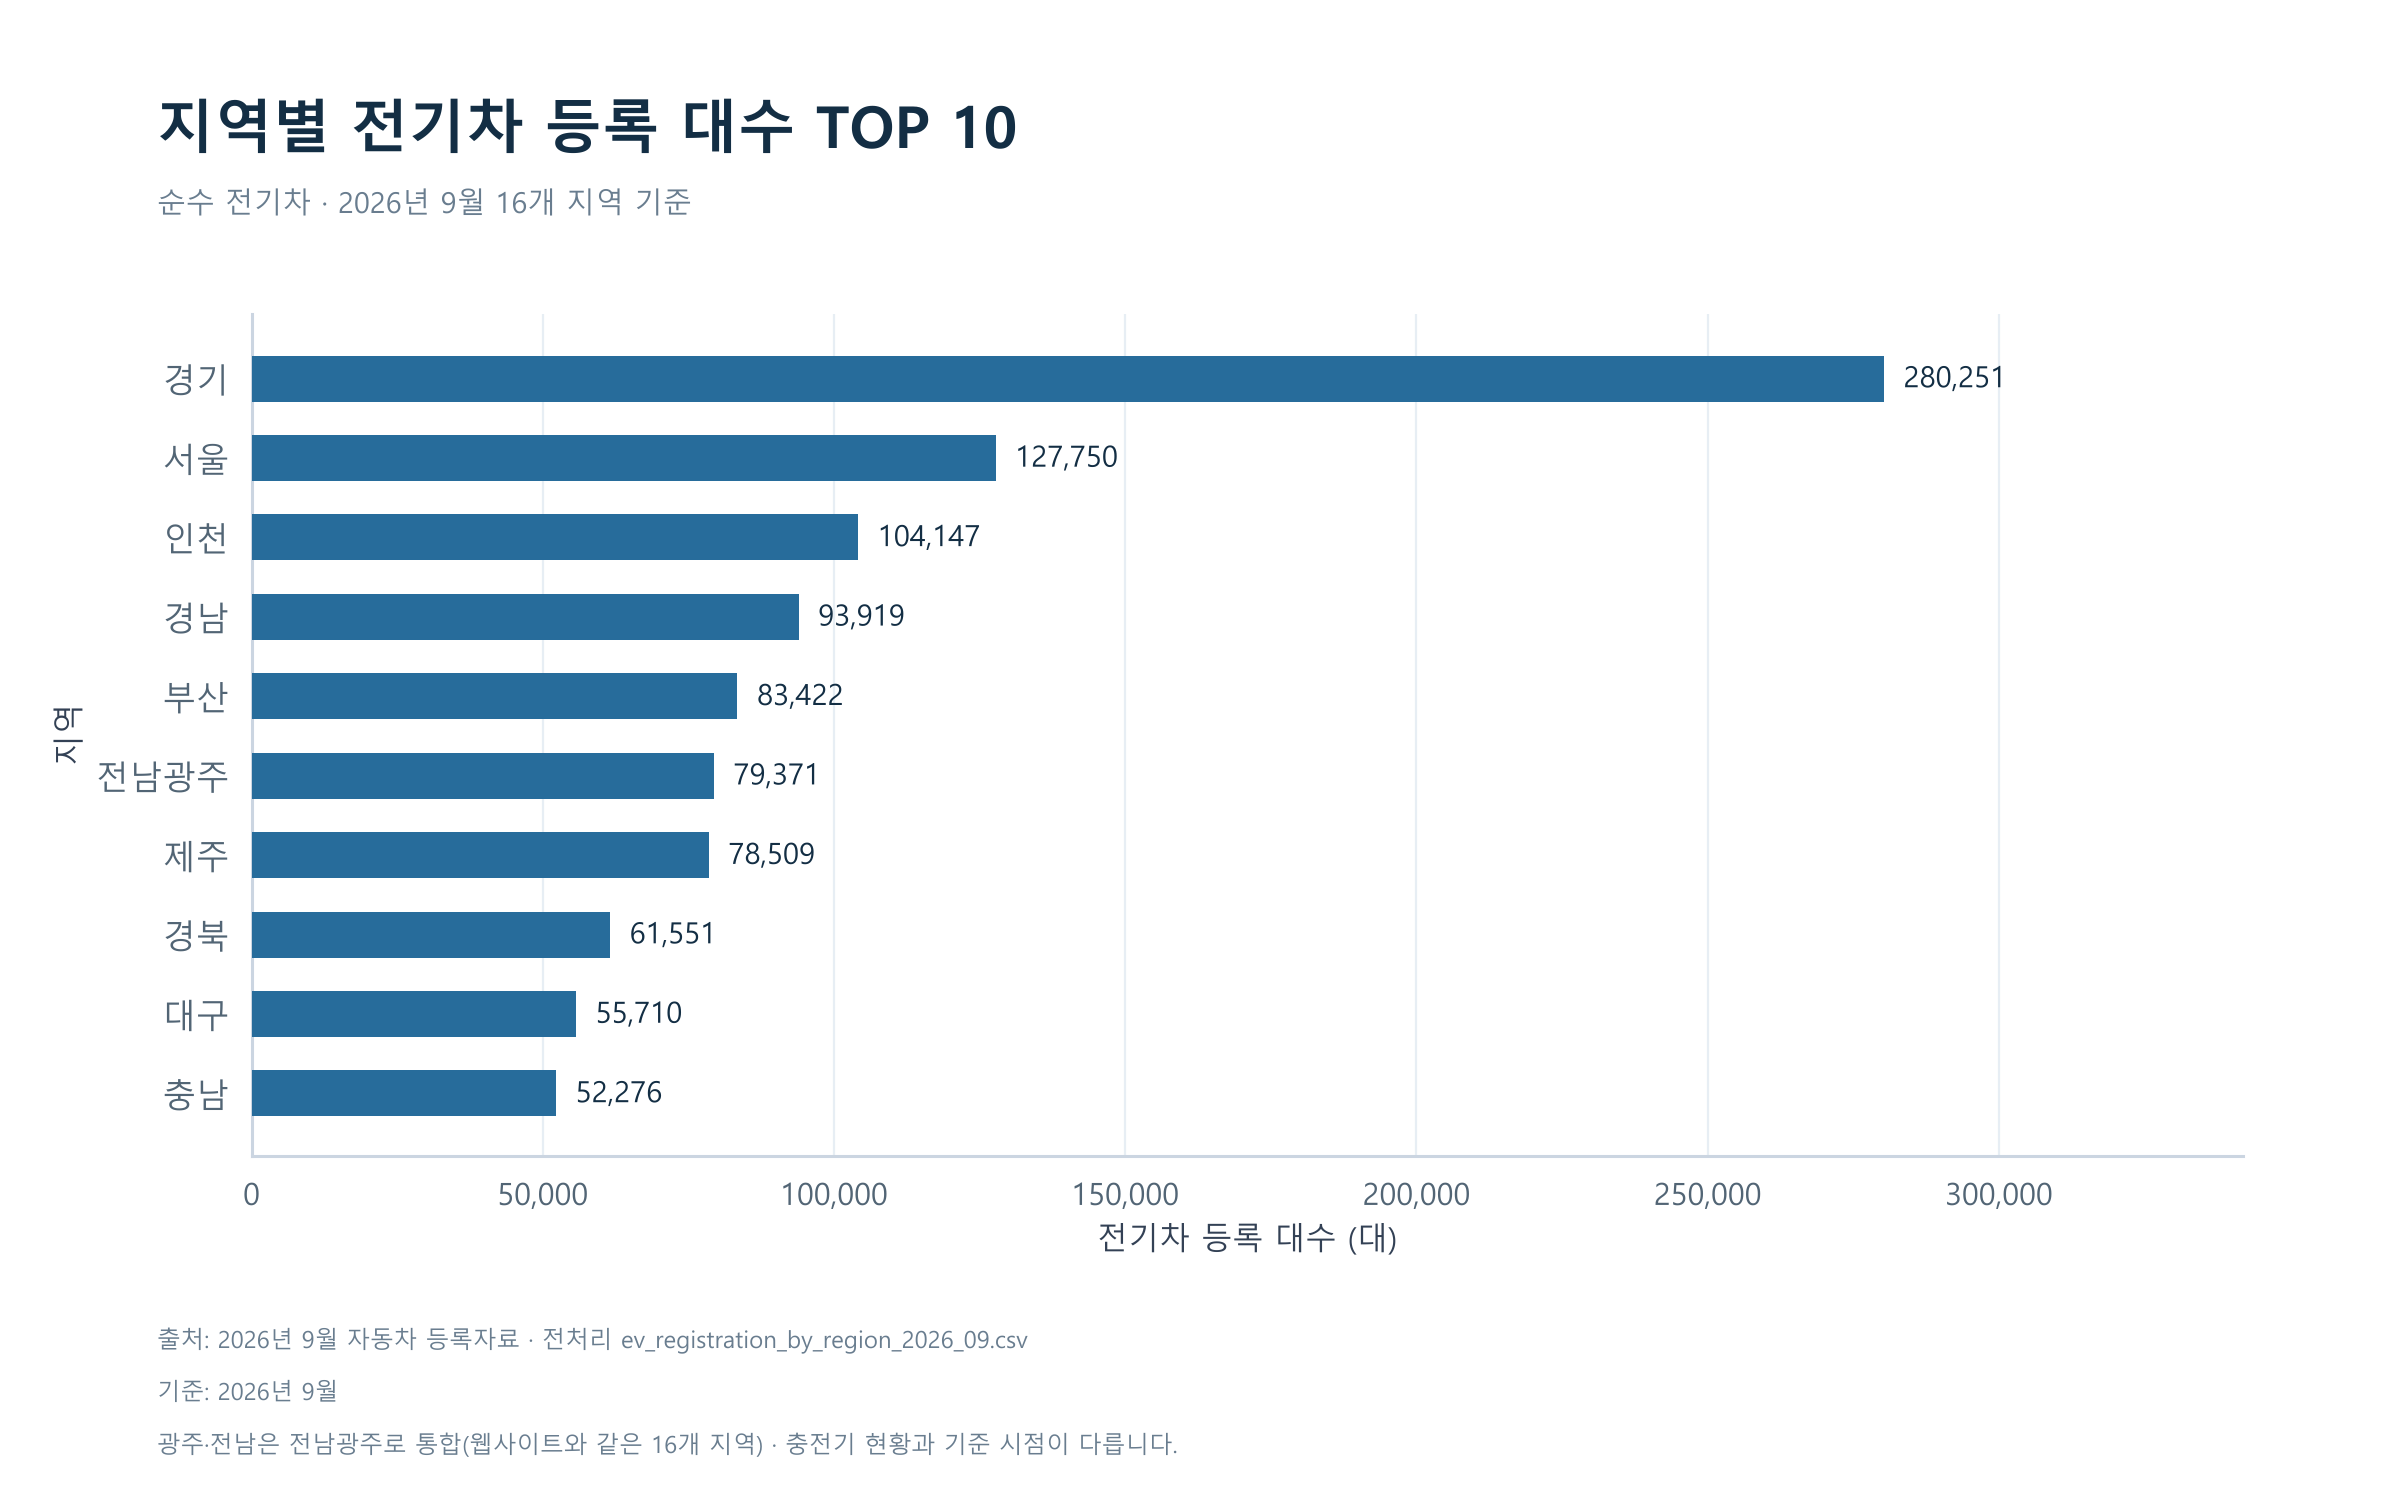 지역별 전기차 등록 대수 TOP 10
순수 전기차 · 2026년 9월 16개 지역 기준
경기 280,251
서울 127,750
인천 104,147
경남 93,919
부산 83,422
지역
전남광주 79,371
제주 78,509
경북 61,551
대구 55,710
충남 52,276
0 50,000 100,000 150,000 200,000 250,000 300,000
전기차 등록 대수 (대)
출처: 2026년 9월 자동차 등록자료 · 전처리 ev_registration_by_region_2026_09.csv
기준: 2026년 9월
광주·전남은 전남광주로 통합(웹사이트와 같은 16개 지역) · 충전기 현황과 기준 시점이 다릅니다.